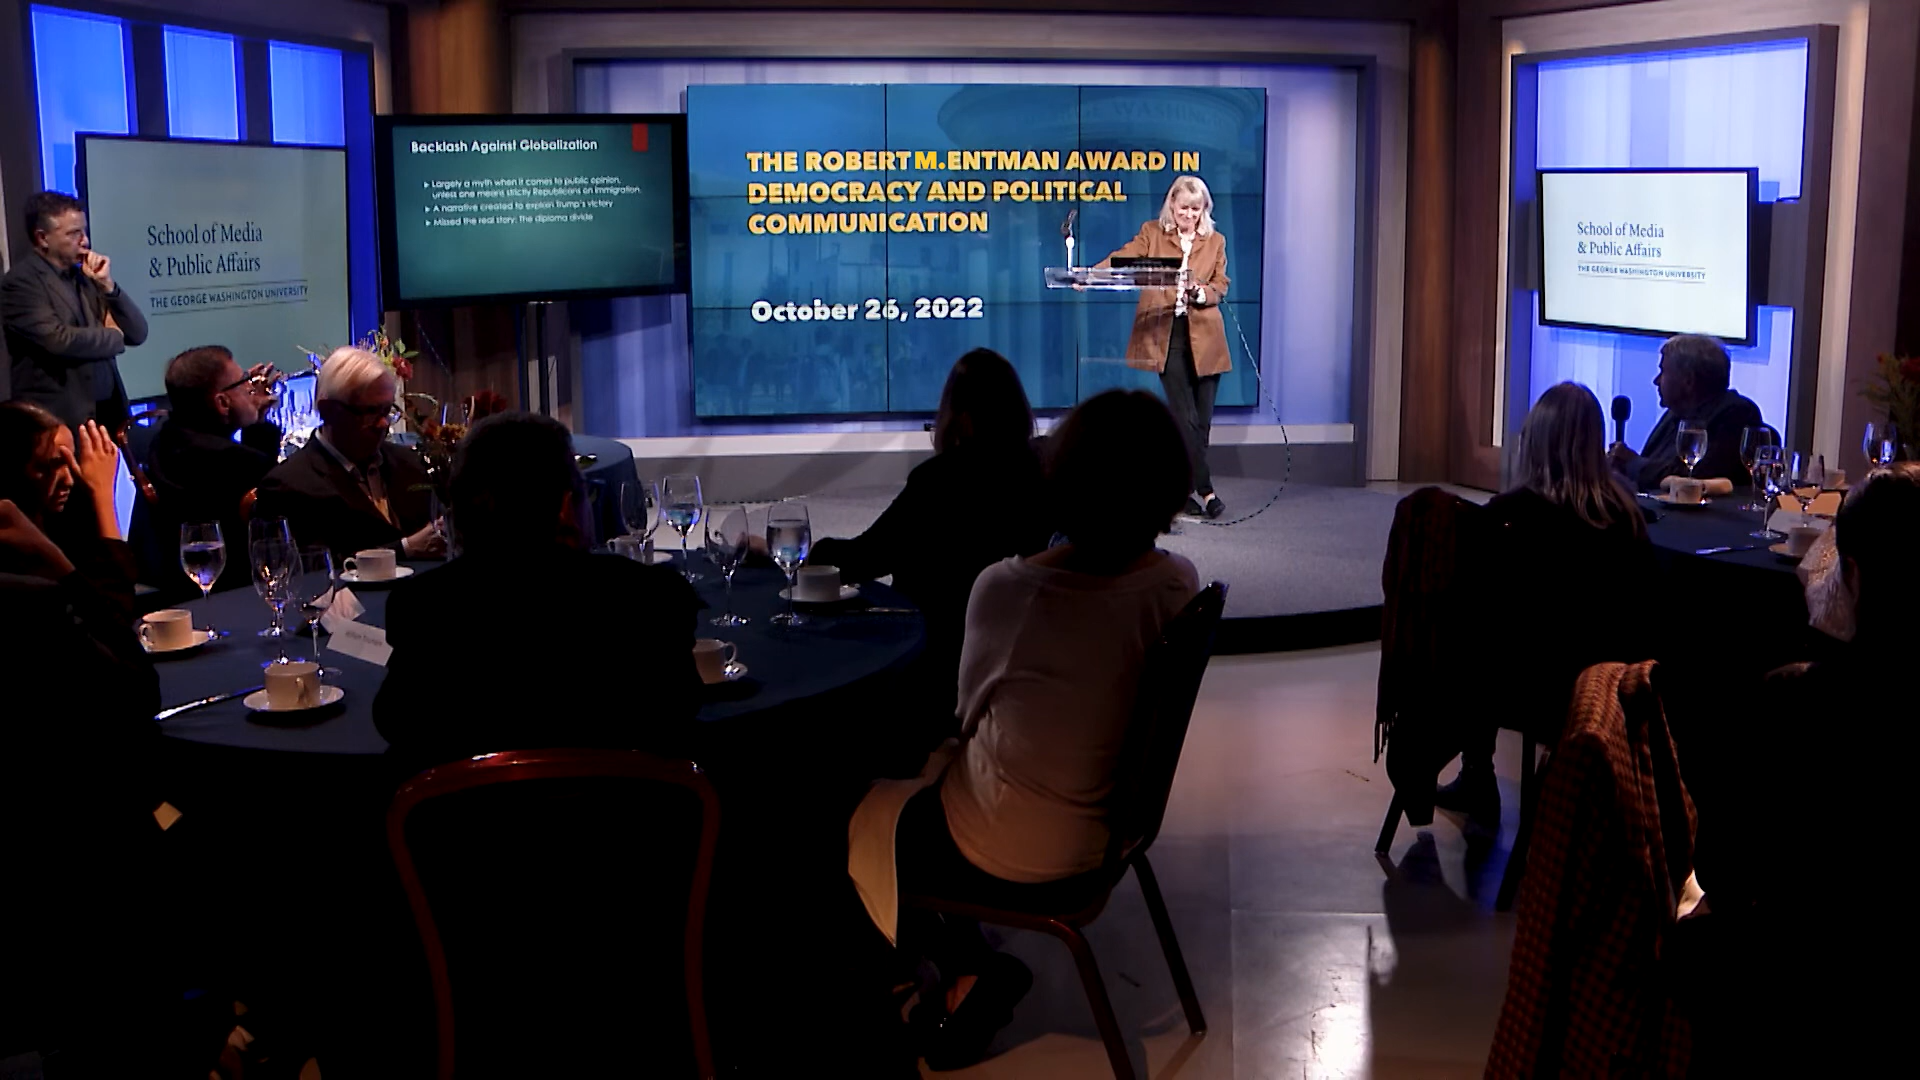 School of Media
& Public Affairs
THE GEORGE WASHINGTON UNIVERSITY
Backlash Against Globalization
Largely a myth when it comes to public opinion,
unless one means strictly Republicans on immigration.
A narrative created to explain Trump's victory
Missed the real story: The diploma divide
THE ROBERT M. ENTMAN AWARD IN
DEMOCRACY AND POLITICAL
COMMUNICATION
October 26, 2022
School of Media
& Public Affairs
THE GEORGE WASHINGTON UNIVERSITY